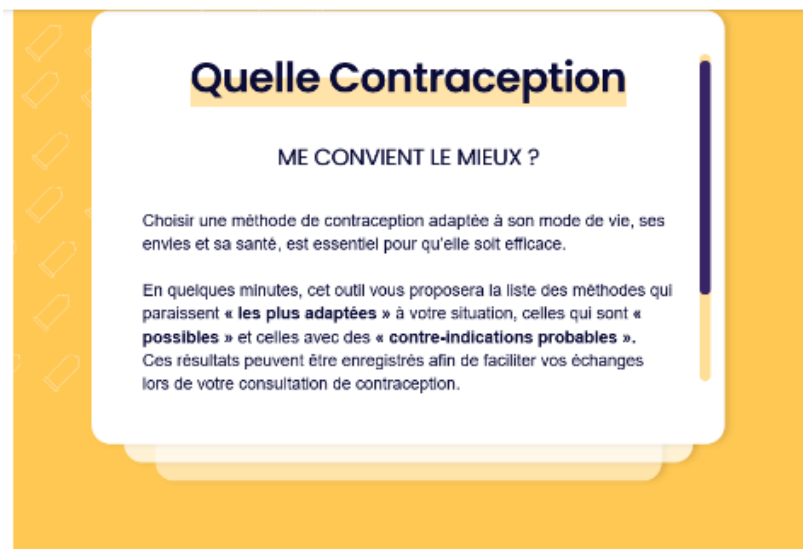 Quelle Contraception
ME CONVIENT LE MIEUX ?
Choisir une méthode de contraception adaptée à son mode de vie, ses
envies et sa santé, est essentiel pour qu'elle soit efficace.
En quelques minutes, cet outil vous proposera la liste des méthodes qui
paraissent « les plus adaptées » à votre situation, celles qui sont «
possibles » et celles avec des « contre-indications probables ».
Ces résultats peuvent être enregistrés afin de faciliter vos échanges
lors de votre consultation de contraception.